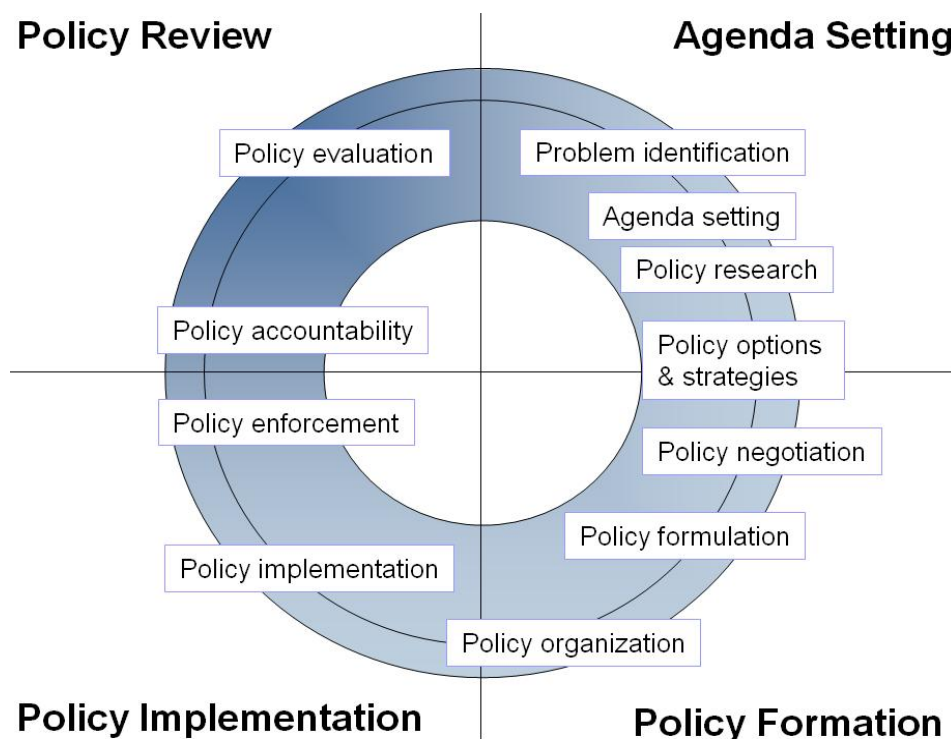 Policy Review
Agenda Setting
Policy evaluation
Problem identification
Agenda setting
Policy research
Policy accountability
Policy options
& strategies
Policy enforcement
Policy negotiation
Policy formulation
Policy implementation
Policy organization
Policy Implementation
Policy Formation